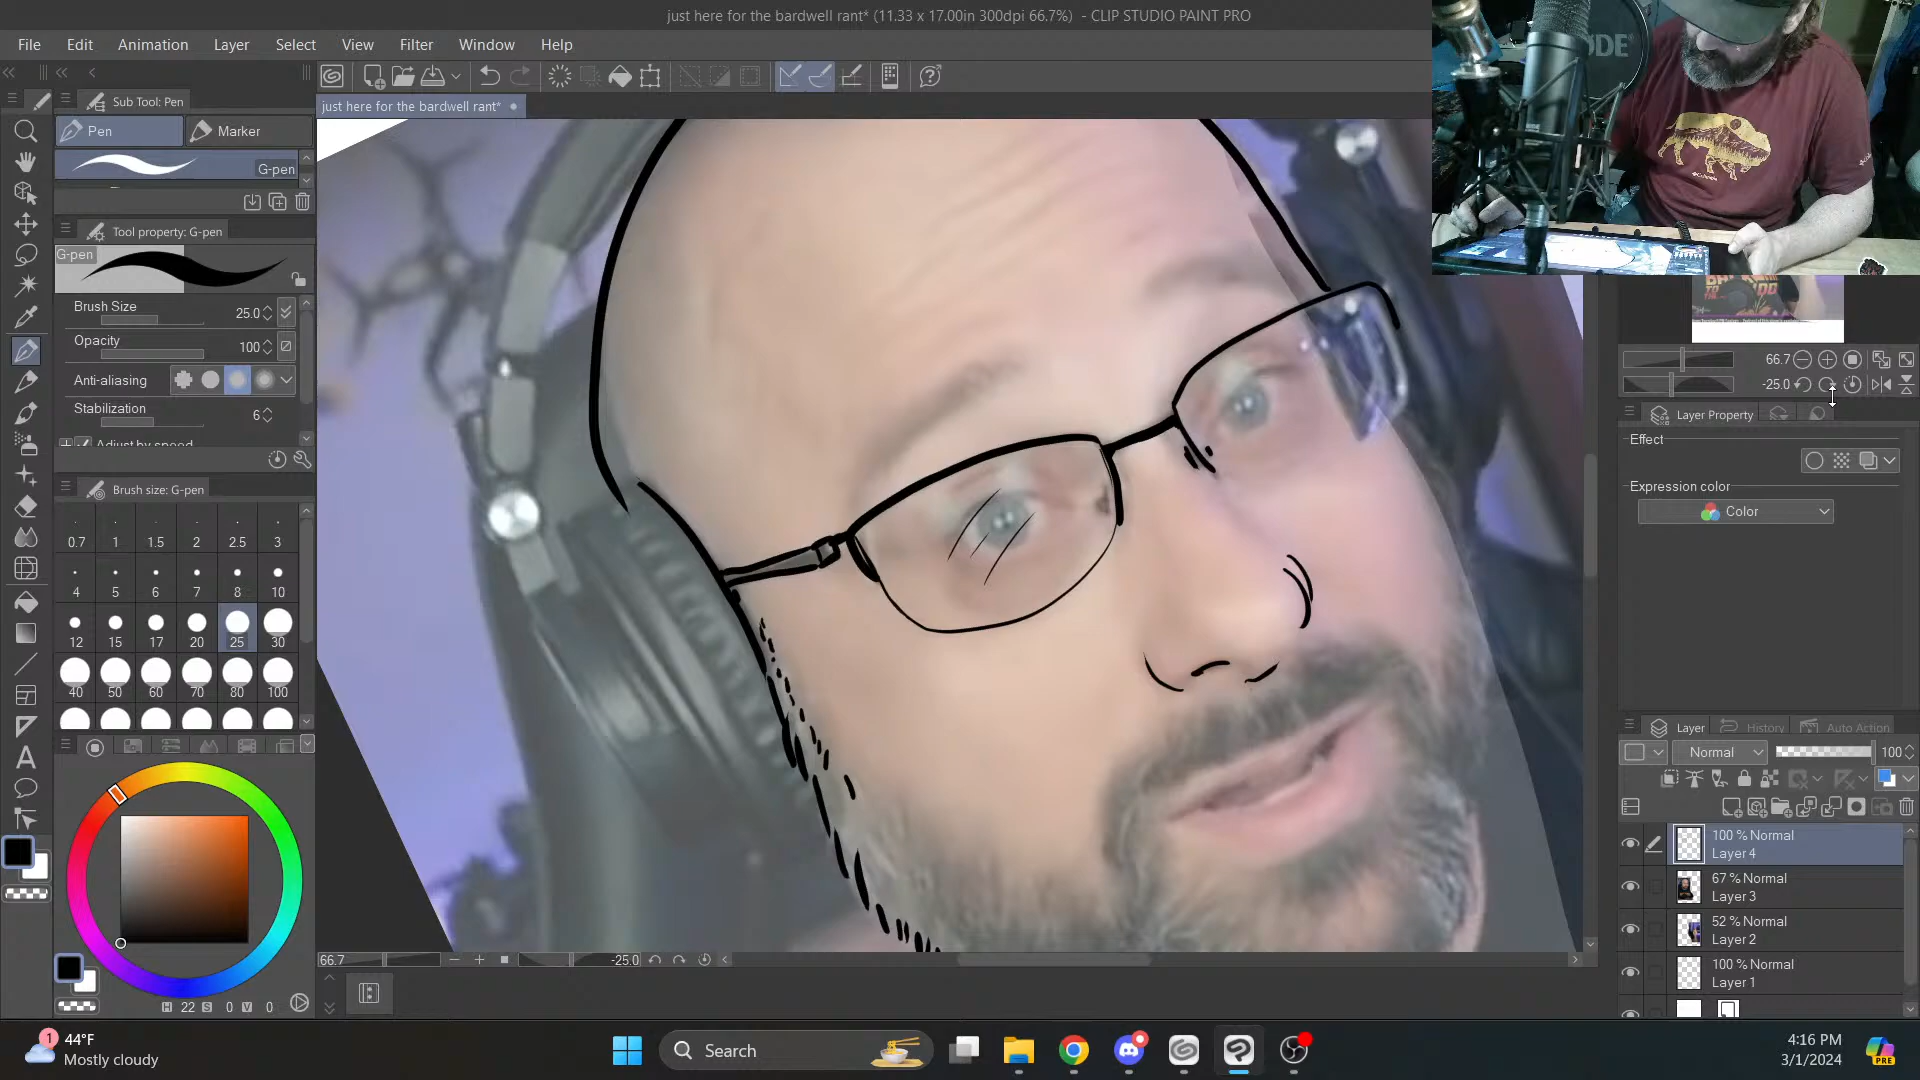 just here for the bardwell rant* (11.33 x 17.00in 300dpi 66.7%) - CLIP STUDIO PAINT PRO
File Edit Animation Layer Select View Filter Window Help
Sub Tool: Pen
just here for the bardwell rant*
Pen Marker
G-pen
Tool property: G-pen
G-pen
Brush Size 25.0
Opacity 100
Anti-aliasing
Stabilization 6
Adjust by speed
Brush size: G-pen
0.7 1 1.5 2 2.5 3
4 5 6 7 8 10
12 15 17 20 25 30
40 50 60 70 80 100
H 22 S 0 V 0
66.7 -25.0
66.7
-25.0
Layer Property
Effect
Expression color
Color
Layer History Auto Action
Normal 100
100 % Normal
Layer 4
67 % Normal
Layer 3
52 % Normal
Layer 2
100 % Normal
Layer 1
1
44°F
Mostly cloudy
Search
4:16 PM
3/1/2024
PRE